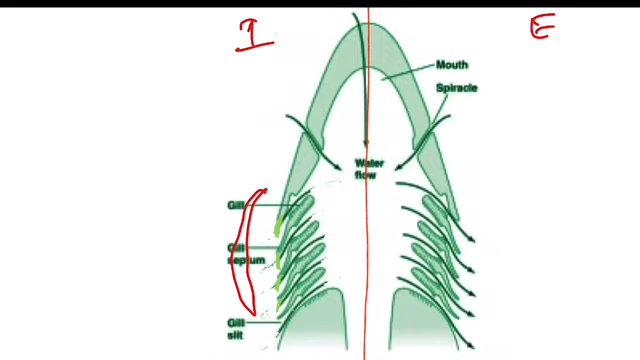 I
E
Mouth
Spiracle
Water
flow
Gill
Gill
septum
Gill
slit